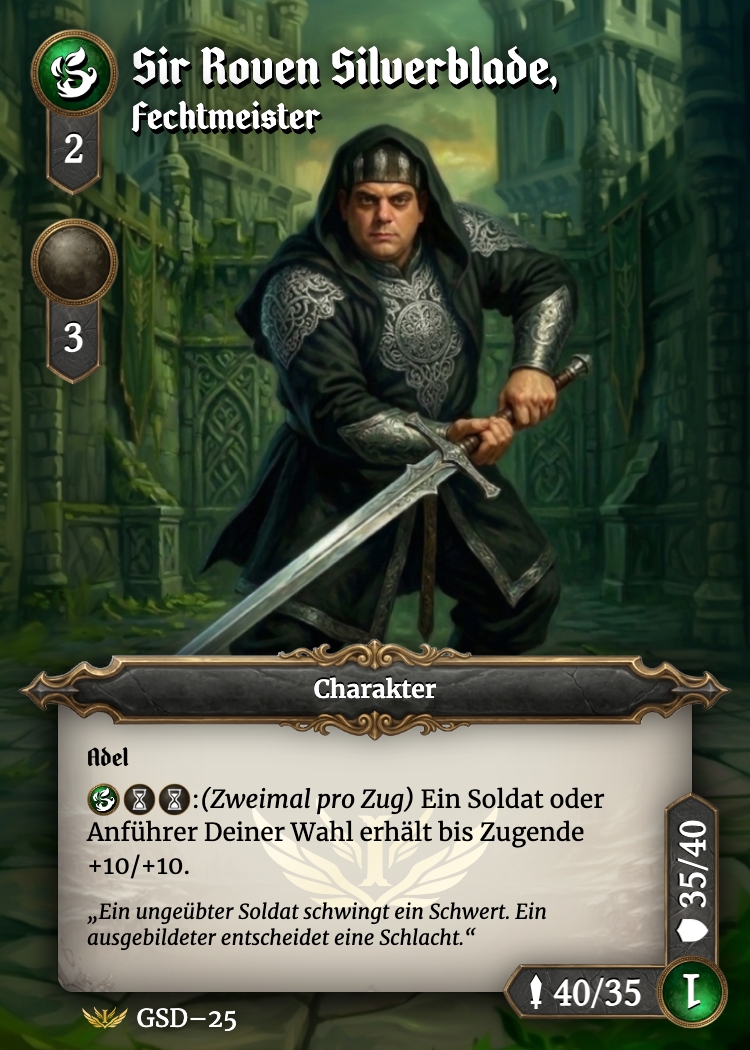 Sir Roven Silverblade,
Fechtmeister
2
3
Charakter
Adel
:(Zweimal pro Zug) Ein Soldat oder
Anführer Deiner Wahl erhält bis Zugende
+10/+10.
„Ein ungeübter Soldat schwingt ein Schwert. Ein
ausgebildeter entscheidet eine Schlacht.“
35/40
40/35
1
GSD–25